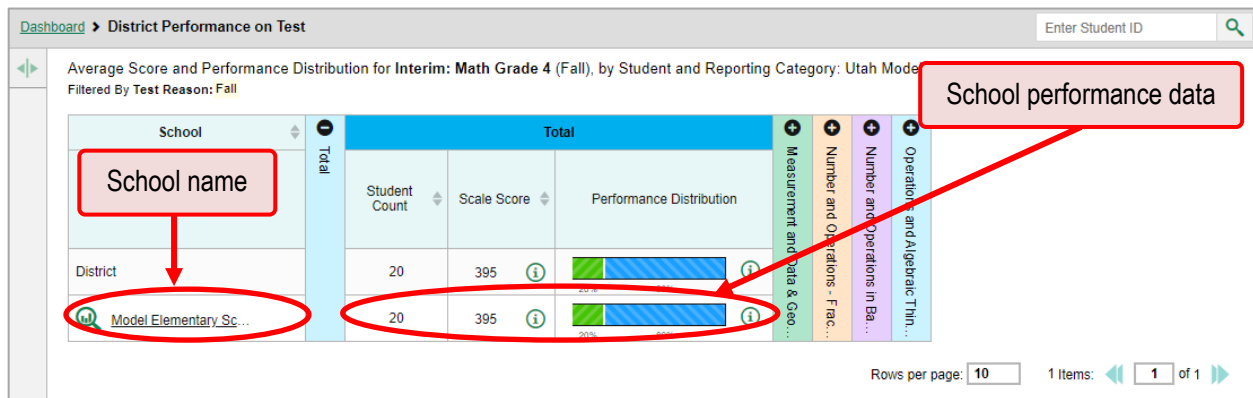 Dashboard > District Performance on Test
Enter Student ID
Average Score and Performance Distribution for Interim: Math Grade 4 (Fall), by Student and Reporting Category: Utah Mode
Filtered By Test Reason: Fall
School performance data
School
Total
Total
School name
Student Count
Scale Score
Performance Distribution
Measurement and Data & Geo...
Number and Operations - Frac...
Number and Operations in Ba...
Operations and Algebraic Thin...
District
20
395
Model Elementary Sc...
20
395
20%
Rows per page: 10
1 Items:
1 of 1